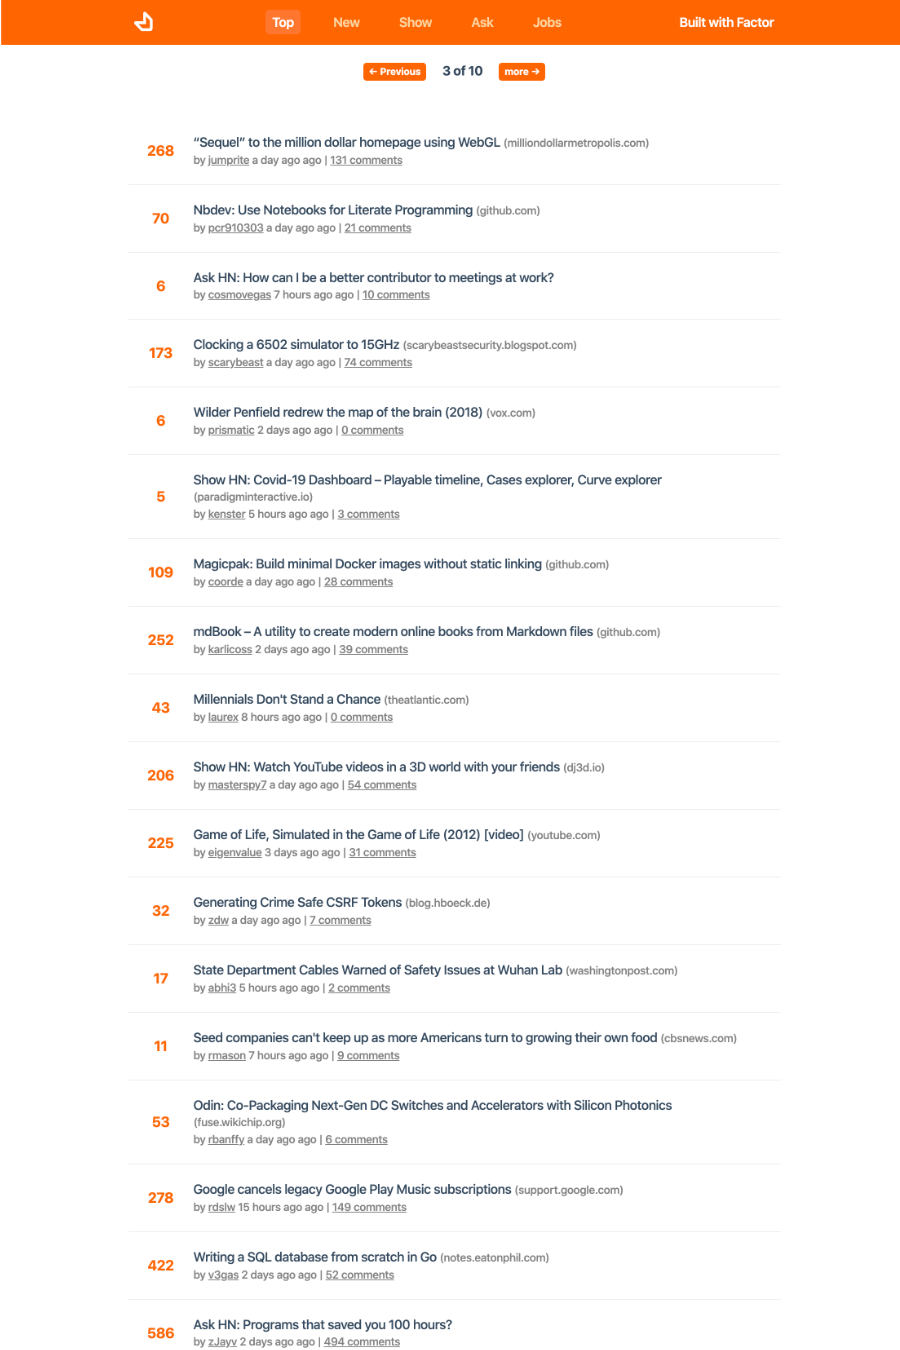 Top New Show Ask Jobs Built with Factor
← Previous 3 of 10 more →
268
“Sequel” to the million dollar homepage using WebGL (milliondollarmetropolis.com)
by jumprite a day ago ago | 131 comments
70
Nbdev: Use Notebooks for Literate Programming (github.com)
by pcr910303 a day ago ago | 21 comments
6
Ask HN: How can I be a better contributor to meetings at work?
by cosmovegas 7 hours ago ago | 10 comments
173
Clocking a 6502 simulator to 15GHz (scarybeastsecurity.blogspot.com)
by scarybeast a day ago ago | 74 comments
6
Wilder Penfield redrew the map of the brain (2018) (vox.com)
by prismatic 2 days ago ago | 0 comments
5
Show HN: Covid-19 Dashboard – Playable timeline, Cases explorer, Curve explorer
(paradigminteractive.io)
by kenster 5 hours ago ago | 3 comments
109
Magicpak: Build minimal Docker images without static linking (github.com)
by coorde a day ago ago | 28 comments
252
mdBook – A utility to create modern online books from Markdown files (github.com)
by karlicoss 2 days ago ago | 39 comments
43
Millennials Don't Stand a Chance (theatlantic.com)
by laurex 8 hours ago ago | 0 comments
206
Show HN: Watch YouTube videos in a 3D world with your friends (dj3d.io)
by masterspy7 a day ago ago | 54 comments
225
Game of Life, Simulated in the Game of Life (2012) [video] (youtube.com)
by eigenvalue 3 days ago ago | 31 comments
32
Generating Crime Safe CSRF Tokens (blog.hboeck.de)
by zdw a day ago ago | 7 comments
17
State Department Cables Warned of Safety Issues at Wuhan Lab (washingtonpost.com)
by abhi3 5 hours ago ago | 2 comments
11
Seed companies can't keep up as more Americans turn to growing their own food (cbsnews.com)
by rmason 7 hours ago ago | 9 comments
53
Odin: Co-Packaging Next-Gen DC Switches and Accelerators with Silicon Photonics
(fuse.wikichip.org)
by rbanffy a day ago ago | 6 comments
278
Google cancels legacy Google Play Music subscriptions (support.google.com)
by rdslw 15 hours ago ago | 149 comments
422
Writing a SQL database from scratch in Go (notes.eatonphil.com)
by v3gas 2 days ago ago | 52 comments
586
Ask HN: Programs that saved you 100 hours?
by zJayv 2 days ago ago | 494 comments